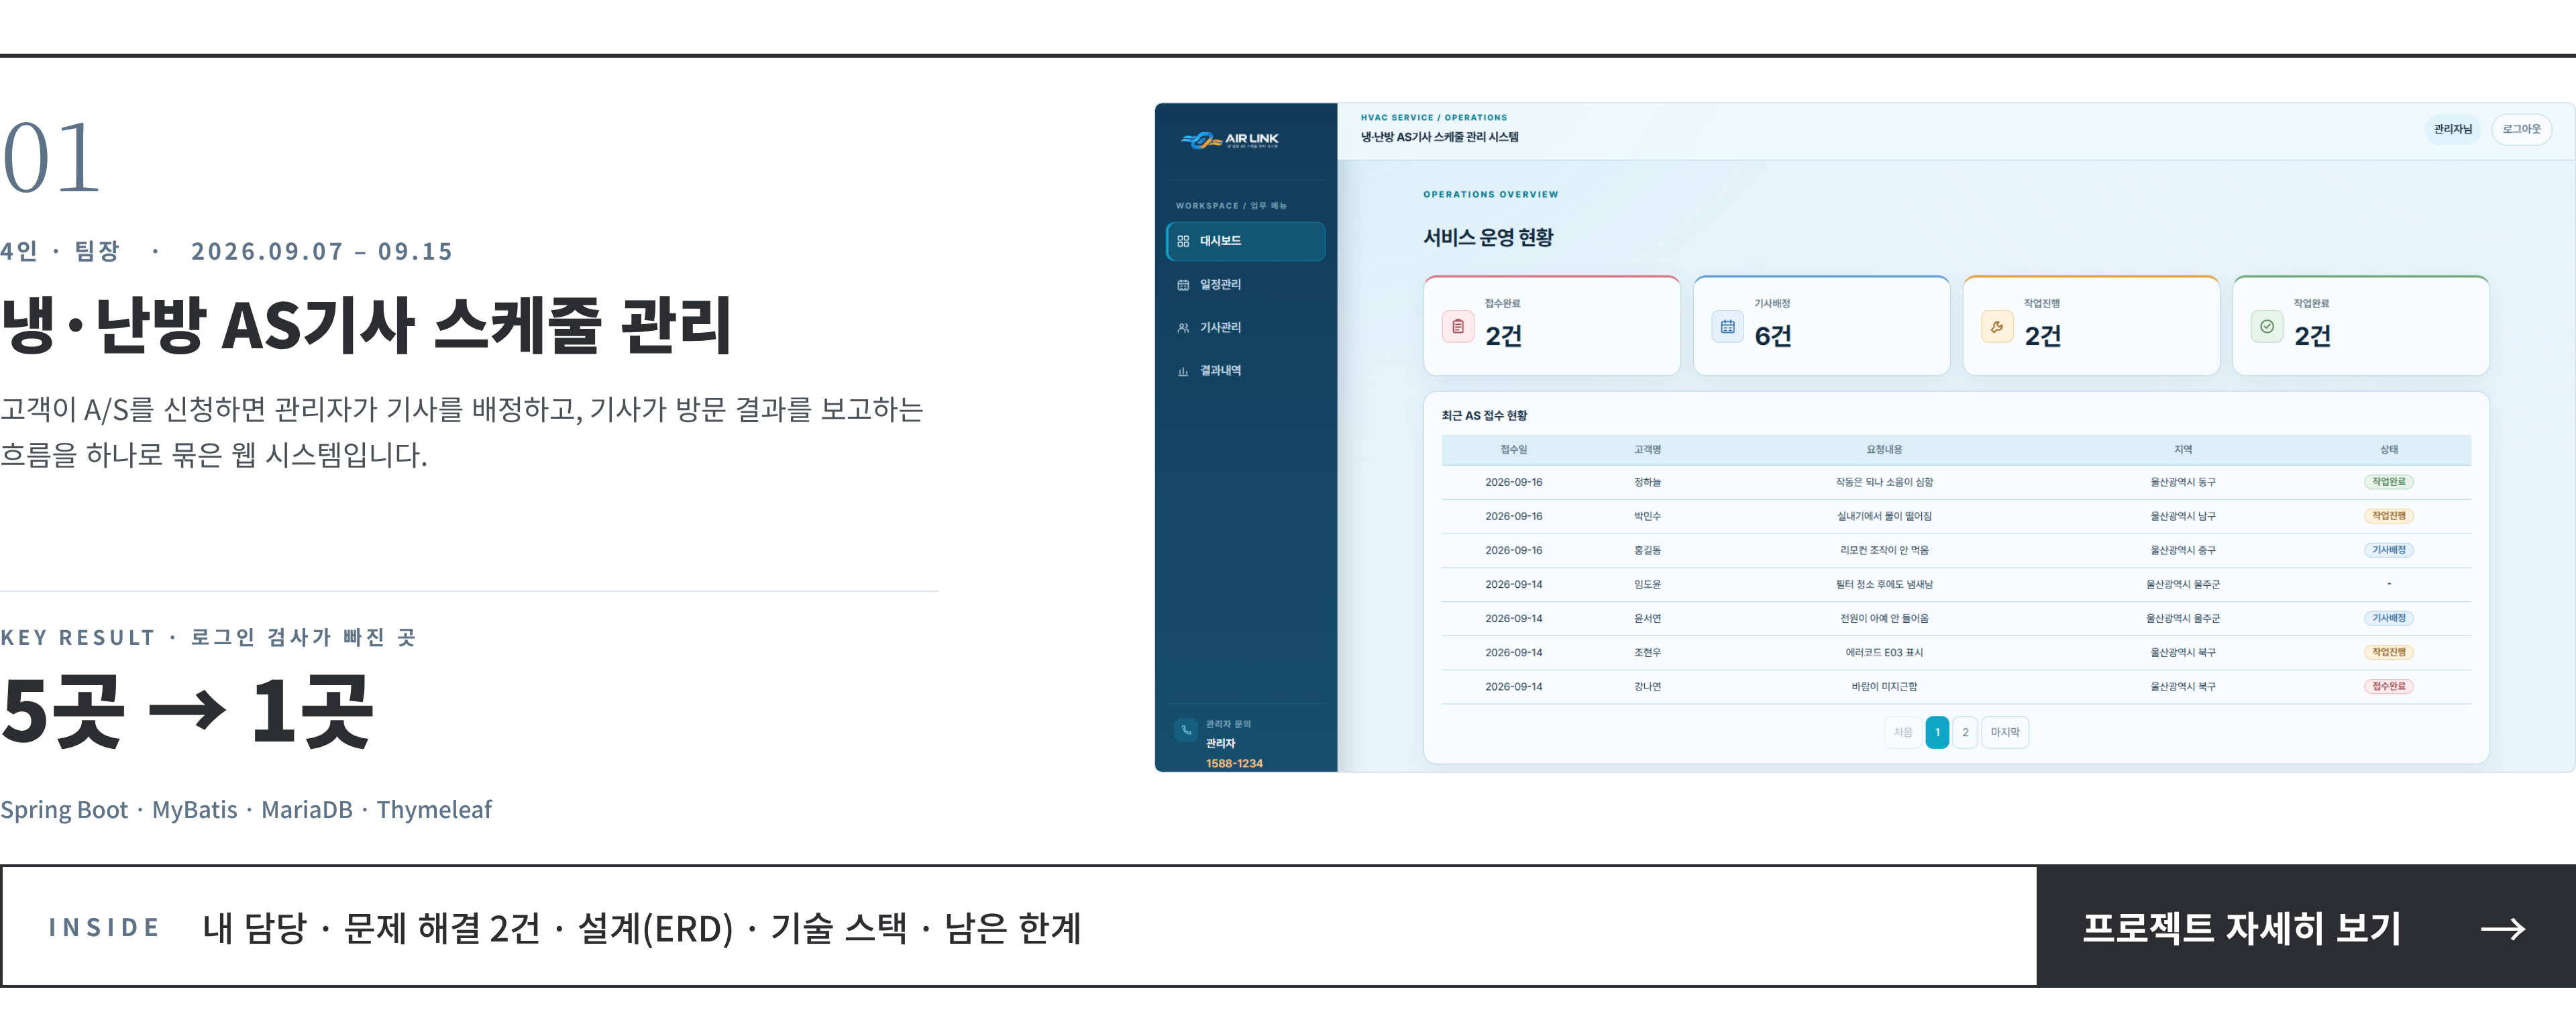 01
4인 · 팀장 · 2026.09.07 – 09.15
냉·난방 AS기사 스케줄 관리
고객이 A/S를 신청하면 관리자가 기사를 배정하고, 기사가 방문 결과를 보고하는
흐름을 하나로 묶은 웹 시스템입니다.
KEY RESULT · 로그인 검사가 빠진 곳
5곳 → 1곳
Spring Boot · MyBatis · MariaDB · Thymeleaf
AIR LINK
WORKSPACE / 업무 메뉴
대시보드
일정관리
기사관리
결과내역
관리자 문의
관리자
1588-1234
HVAC SERVICE / OPERATIONS
냉·난방 AS기사 스케줄 관리 시스템
관리자님 로그아웃
OPERATIONS OVERVIEW
서비스 운영 현황
접수완료 기사배정 작업진행 작업완료
2건 6건 2건 2건
최근 AS 접수 현황
접수일 고객명 요청내용 지역 상태
2026-09-16 정하늘 작동은 되나 소음이 심함 울산광역시 동구 작업완료
2026-09-16 박민수 실내기에서 물이 떨어짐 울산광역시 남구 작업진행
2026-09-16 홍길동 리모컨 조작이 안 먹음 울산광역시 중구 기사배정
2026-09-14 임도윤 필터 청소 후에도 냄새남 울산광역시 울주군 -
2026-09-14 윤서연 전원이 아예 안 들어옴 울산광역시 울주군 기사배정
2026-09-14 조현우 에러코드 E03 표시 울산광역시 북구 작업진행
2026-09-14 강나연 바람이 미지근함 울산광역시 북구 접수완료
처음 1 2 마지막
INSIDE 내 담당 · 문제 해결 2건 · 설계(ERD) · 기술 스택 · 남은 한계
프로젝트 자세히 보기 →